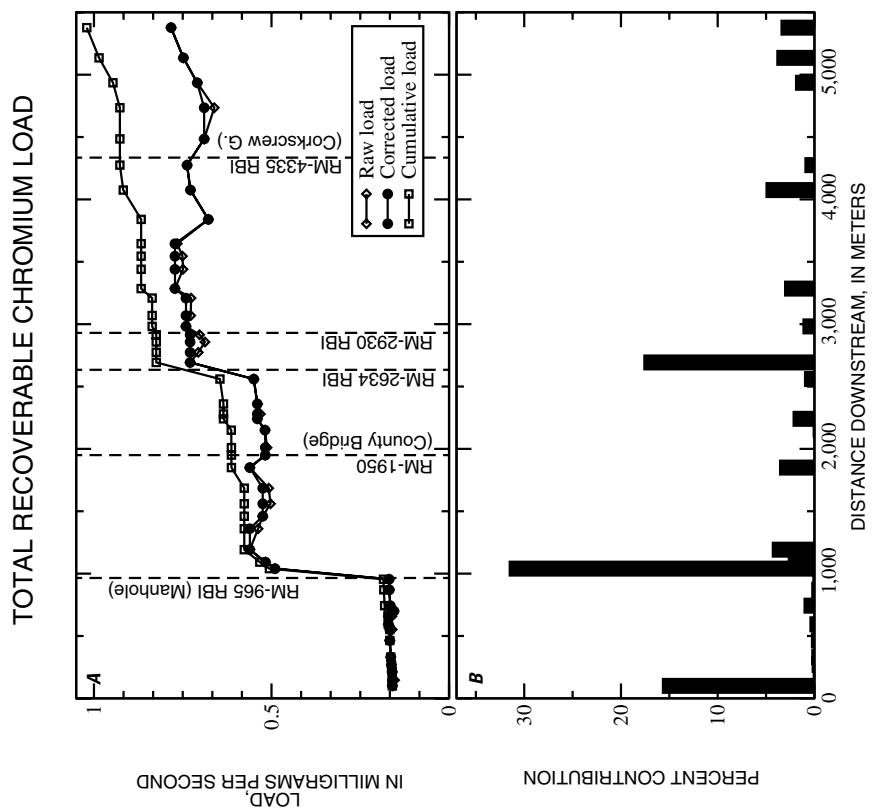 TOTAL RECOVERABLE CHROMIUM LOAD
A
LOAD,
IN MILLIGRAMS PER SECOND
1
0.5
0
RM-965 RBI (Manhole)
RM-1950
(County Bridge)
RM-2634 RBI
RM-2930 RBI
RM-4335 RBI
(Corkscrew G.)
Raw load
Corrected load
Cumulative load
B
PERCENT CONTRIBUTION
30
20
10
0
0
1,000
2,000
3,000
4,000
5,000
DISTANCE DOWNSTREAM, IN METERS